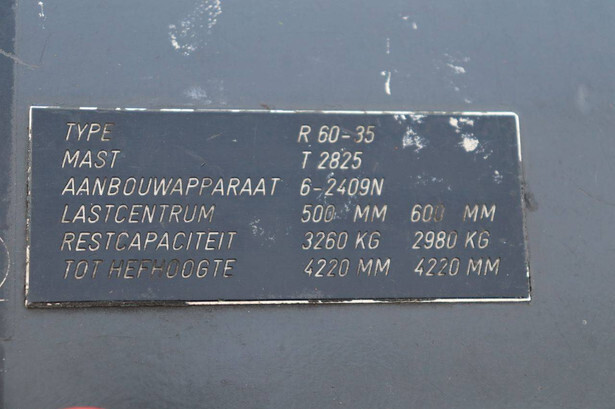 TYPE R 60-35
MAST T 2825
AANBOUWAPPARAAT 6-2409N
LASTCENTRUM 500 MM 600 MM
RESTCAPACITEIT 3260 KG 2980 KG
TOT HEFHOOGTE 4220 MM 4220 MM